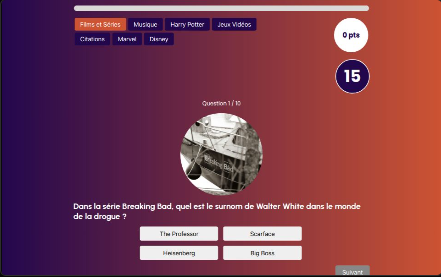 Films et Séries Musique Harry Potter Jeux Vidéos
Citations Marvel Disney
0 pts
15
Question 1 / 10
Breaking Bad
Dans la série Breaking Bad, quel est le surnom de Walter White dans le monde
de la drogue ?
The Professor Scarface
Heisenberg Big Boss
Suivant